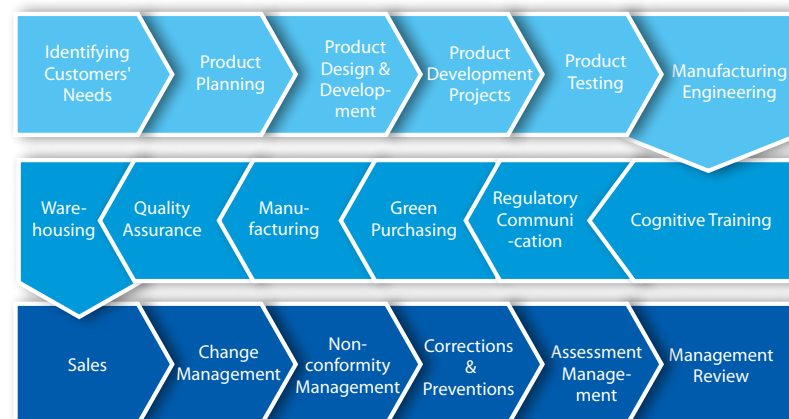 Identifying
Customers'
Needs
Product
Planning
Product
Design &
Develop-
ment
Product
Development
Projects
Product
Testing
Manufacturing
Engineering
Ware-
housing
Quality
Assurance
Manu-
facturing
Green
Purchasing
Regulatory
Communi
-cation
Cognitive Training
Sales
Change
Management
Non-
conformity
Management
Corrections
&
Preventions
Assessment
Manage-
ment
Management
Review